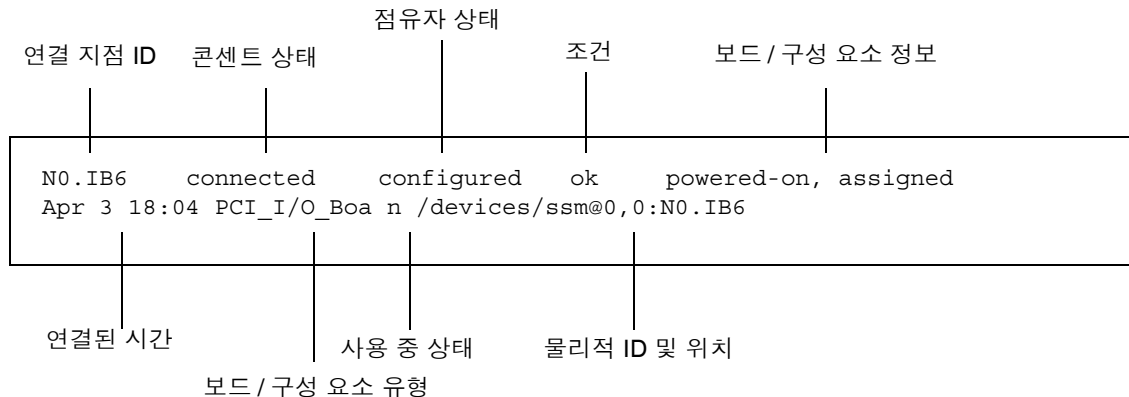 점유자 상태
연결 지점 ID 콘센트 상태 조건 보드 / 구성 요소 정보
N0.IB6 connected configured ok powered-on, assigned
Apr 3 18:04 PCI_I/O_Boa n /devices/ssm@0,0:N0.IB6
연결된 시간 사용 중 상태 물리적 ID 및 위치
보드 / 구성 요소 유형